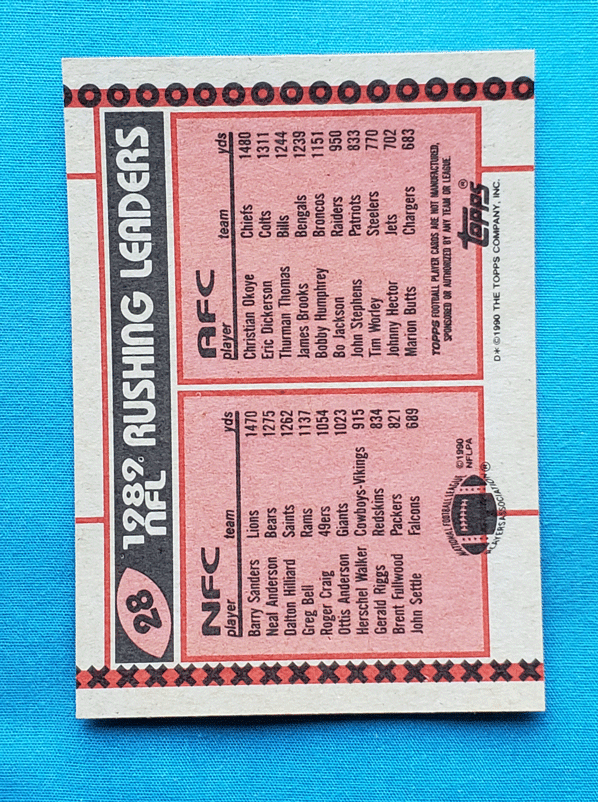 28
1989 RUSHING LEADERS
NFL
NFC
player team yds
Barry Sanders Lions 1470
Neal Anderson Bears 1275
Dalton Hilliard Saints 1262
Greg Bell Rams 1137
Roger Craig 49ers 1054
Ottis Anderson Giants 1023
Herschel Walker Cowboys-Vikings 915
Gerald Riggs Redskins 834
Brent Fullwood Packers 821
John Settle Falcons 689
NATIONAL FOOTBALL LEAGUE
PLAYERS ASSOCIATION ®
©1990
NFLPA
AFC
player team yds
Christian Okoye Chiefs 1480
Eric Dickerson Colts 1311
Thurman Thomas Bills 1244
James Brooks Bengals 1239
Bobby Humphrey Broncos 1151
Bo Jackson Raiders 950
John Stephens Patriots 833
Tim Worley Steelers 770
Johnny Hector Jets 702
Marion Butts Chargers 683
TOPPS FOOTBALL PLAYER CARDS ARE NOT MANUFACTURED,
SPONSORED OR AUTHORIZED BY ANY TEAM OR LEAGUE.
topps®
D* ©1990 THE TOPPS COMPANY, INC.